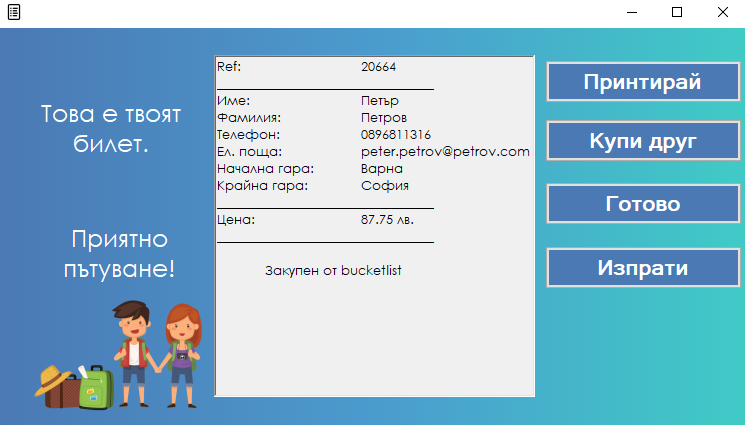 Това е твоят
билет.
Приятно
пътуване!
Ref: 20664
Име: Петър
Фамилия: Петров
Телефон: 0896811316
Ел. поща: peter.petrov@petrov.com
Начална гара: Варна
Крайна гара: София
Цена: 87.75 лв.
Закупен от bucketlist
Принтирай
Купи друг
Готово
Изпрати